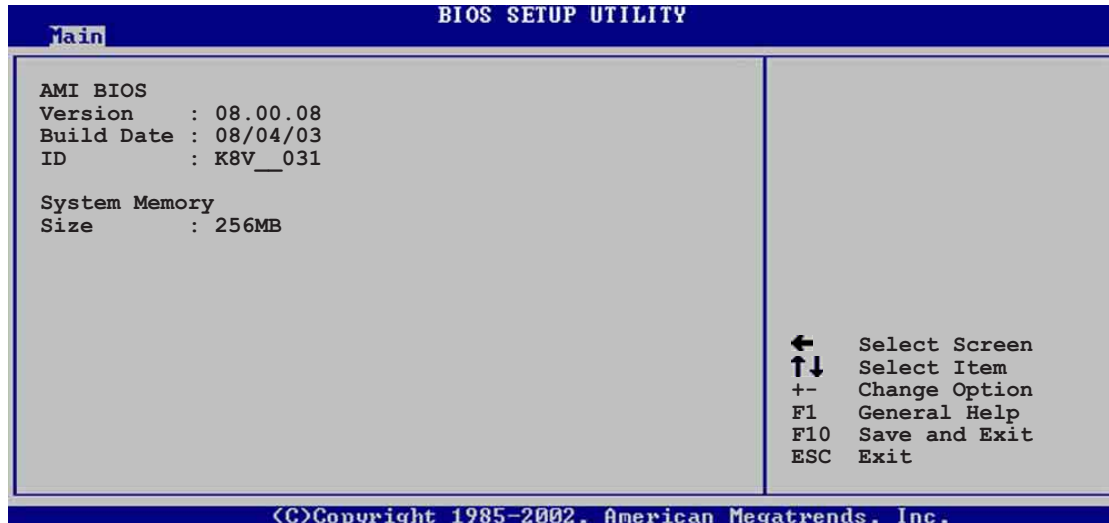 BIOS SETUP UTILITY
Main
AMI BIOS
Version : 08.00.08
Build Date : 08/04/03
ID : K8V__031
System Memory
Size : 256MB
← Select Screen
↑↓ Select Item
+- Change Option
F1 General Help
F10 Save and Exit
ESC Exit
(C)Copyright 1985-2002, American Megatrends, Inc.